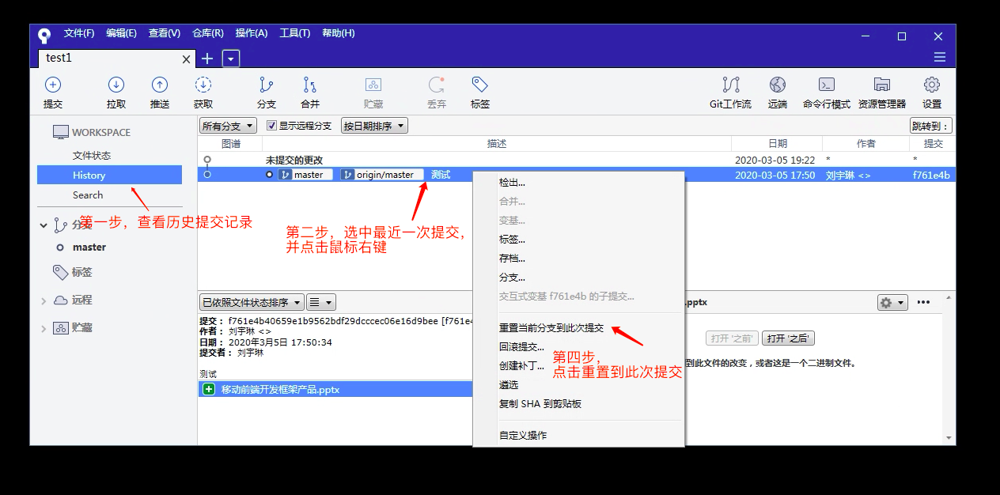 文件(F) 编辑(E) 查看(V) 仓库(R) 操作(A) 工具(T) 帮助(H)
test1
提交 拉取 推送 获取 分支 合并 贮藏 丢弃 标签 Git工作流 远端 命令行模式 资源管理器 设置
WORKSPACE
文件状态
History
Search
分支
master
标签
远程
贮藏
所有分支 显示远程分支 按日期排序 跳转到：
图谱 描述 日期 作者 提交
未提交的更改 2020-03-05 19:22 * *
master origin/master 测试 2020-03-05 17:50 刘宇琳 <> f761e4b
第一步，查看历史提交记录
第二步，选中最近一次提交，
并点击鼠标右键
检出...
合并...
变基...
标签...
存档...
分支...
交互式变基 f761e4b 的子提交...
重置当前分支到此次提交
回滚提交...
创建补丁...
遴选
复制 SHA 到剪贴板
自定义操作
第四步，
点击重置到此次提交
已依照文件状态排序
提交： f761e4b40659e1b9562bdf29dcccec06e16d9bee [f761e4
作者： 刘宇琳 <>
日期： 2020年3月5日 17:50:34
提交者： 刘宇琳
测试
移动前端开发框架产品.pptx
.pptx
打开 '之前' 打开 '之后'
到此文件的改变，或者这是一个二进制文件。